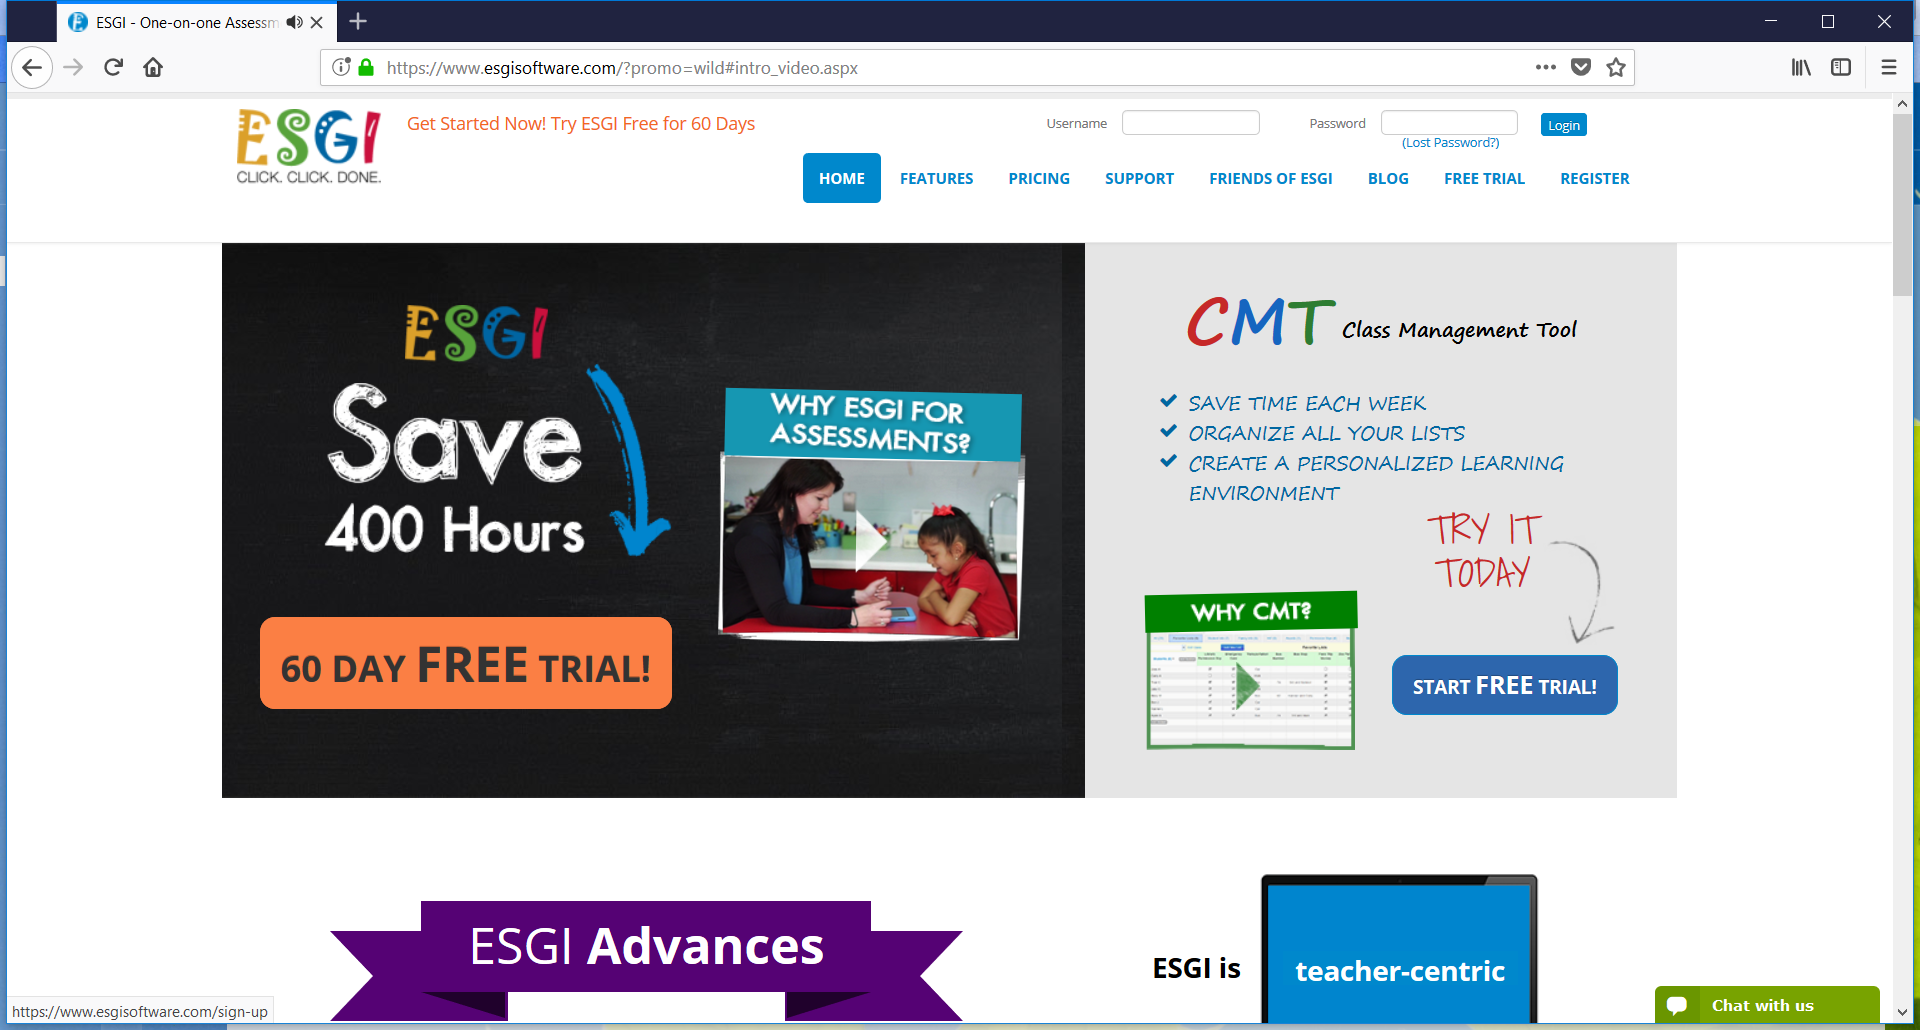 ESGI - One-on-one Assessm
https://www.esgisoftware.com/?promo=wild#intro_video.aspx
ESGI
CLICK. CLICK. DONE.
Get Started Now! Try ESGI Free for 60 Days
Username
Password
Login
(Lost Password?)
HOME
FEATURES
PRICING
SUPPORT
FRIENDS OF ESGI
BLOG
FREE TRIAL
REGISTER
ESGI
Save
400 Hours
60 DAY FREE TRIAL!
WHY ESGI FOR
ASSESSMENTS?
CMT Class Management Tool
SAVE TIME EACH WEEK
ORGANIZE ALL YOUR LISTS
CREATE A PERSONALIZED LEARNING
ENVIRONMENT
TRY IT
TODAY
WHY CMT?
START FREE TRIAL!
ESGI Advances
ESGI is
teacher-centric
https://www.esgisoftware.com/sign-up
Chat with us